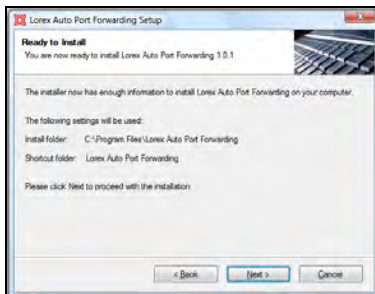 Lorex Auto Port Forwarding Setup
Ready to Install
You are now ready to install Lorex Auto Port Forwarding 1.0.1
The installer now has enough information to install Lorex Auto Port Forwarding on your computer.
The following settings will be used:
Install folder: C:\Program Files\Lorex Auto Port Forwarding
Shortcut folder: Lorex Auto Port Forwarding
Please click Next to proceed with the installation
< Back Next > Cancel